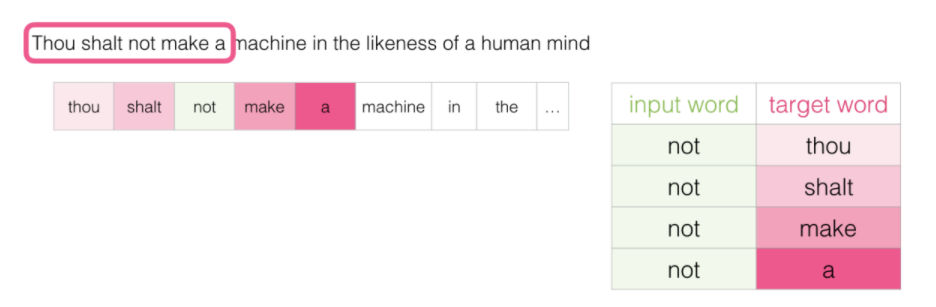 Thou shalt not make a machine in the likeness of a human mind
thou shalt not make a machine in the ...
input word target word
not thou
not shalt
not make
not a